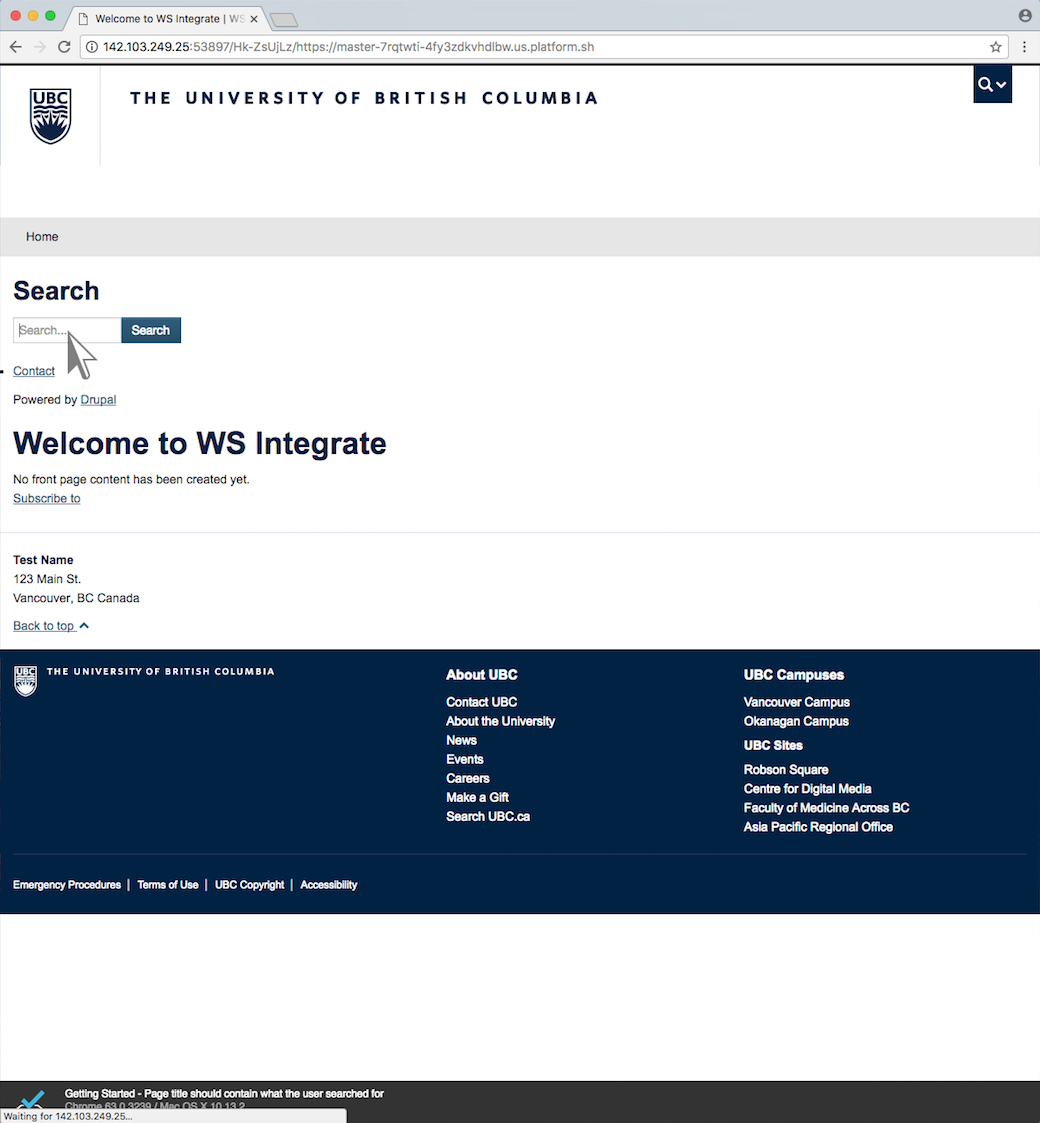 Welcome to WS Integrate | WS
142.103.249.25:53897/Hk-ZsUjLz/https://master-7rqtwti-4fy3zdkvhdlbw.us.platform.sh
UBC
THE UNIVERSITY OF BRITISH COLUMBIA
Home
Search
Search... Search
Contact
Powered by Drupal
Welcome to WS Integrate
No front page content has been created yet.
Subscribe to
Test Name
123 Main St.
Vancouver, BC Canada
Back to top
UBC THE UNIVERSITY OF BRITISH COLUMBIA
About UBC
Contact UBC
About the University
News
Events
Careers
Make a Gift
Search UBC.ca
UBC Campuses
Vancouver Campus
Okanagan Campus
UBC Sites
Robson Square
Centre for Digital Media
Faculty of Medicine Across BC
Asia Pacific Regional Office
Emergency Procedures | Terms of Use | UBC Copyright | Accessibility
Getting Started - Page title should contain what the user searched for
Chrome 63.0.3239 / Mac OS X 10.13.2
Waiting for 142.103.249.25...